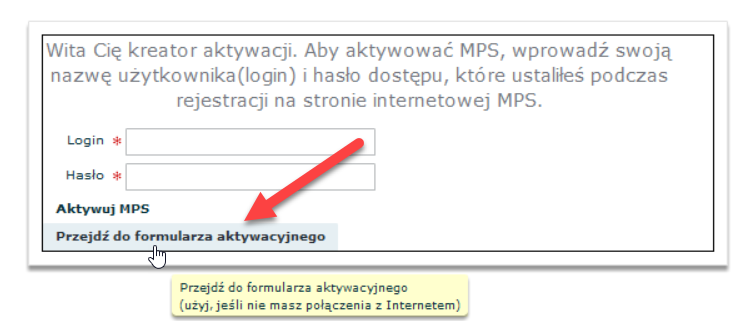 Wita Cię kreator aktywacji. Aby aktywować MPS, wprowadź swoją
nazwę użytkownika(login) i hasło dostępu, które ustaliłeś podczas
rejestracji na stronie internetowej MPS.
Login *
Hasło *
Aktywuj MPS
Przejdź do formularza aktywacyjnego
Przejdź do formularza aktywacyjnego
(użyj, jeśli nie masz połączenia z Internetem)